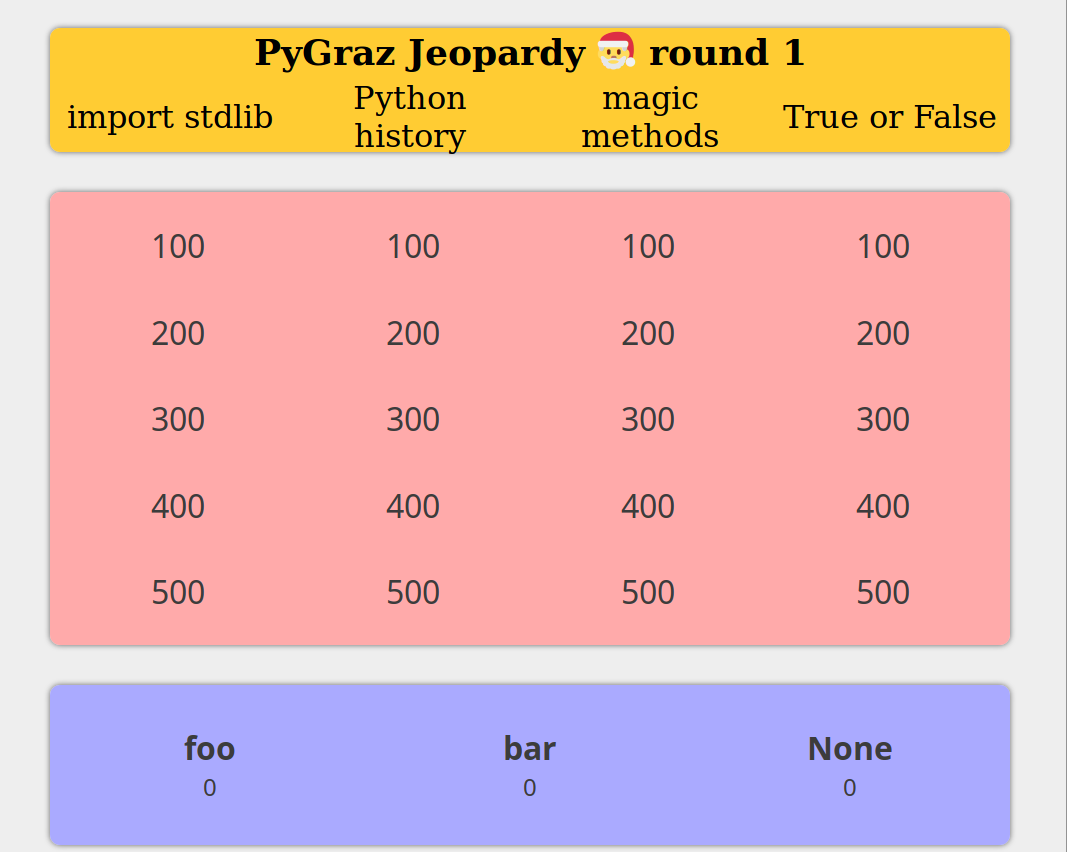 PyGraz Jeopardy 🎅 round 1
import stdlib Python history magic methods True or False
100 100 100 100
200 200 200 200
300 300 300 300
400 400 400 400
500 500 500 500
foo bar None
0 0 0